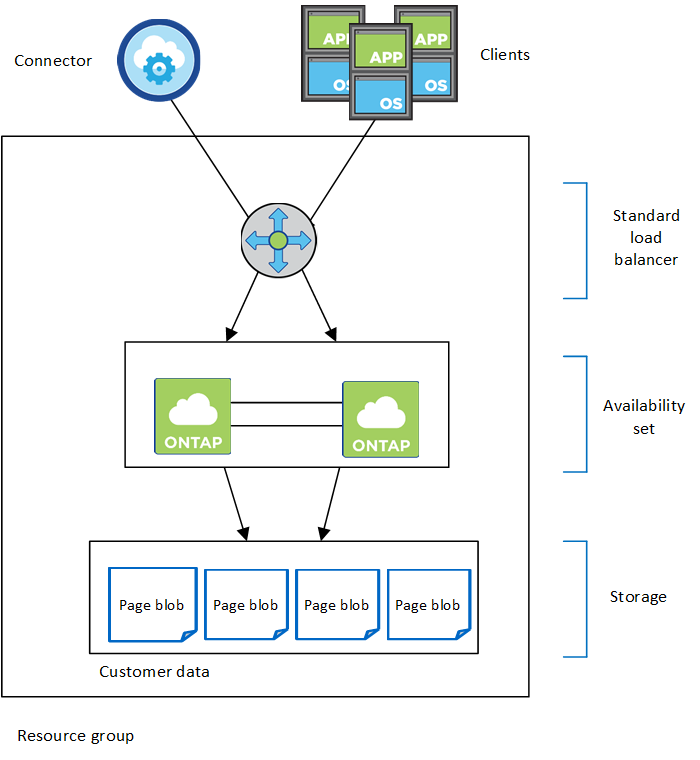 Connector
APP
OS
APP
OS
APP
OS
Clients
Standard
load
balancer
ONTAP
ONTAP
Availability
set
Page blob
Page blob
Page blob
Page blob
Storage
Customer data
Resource group